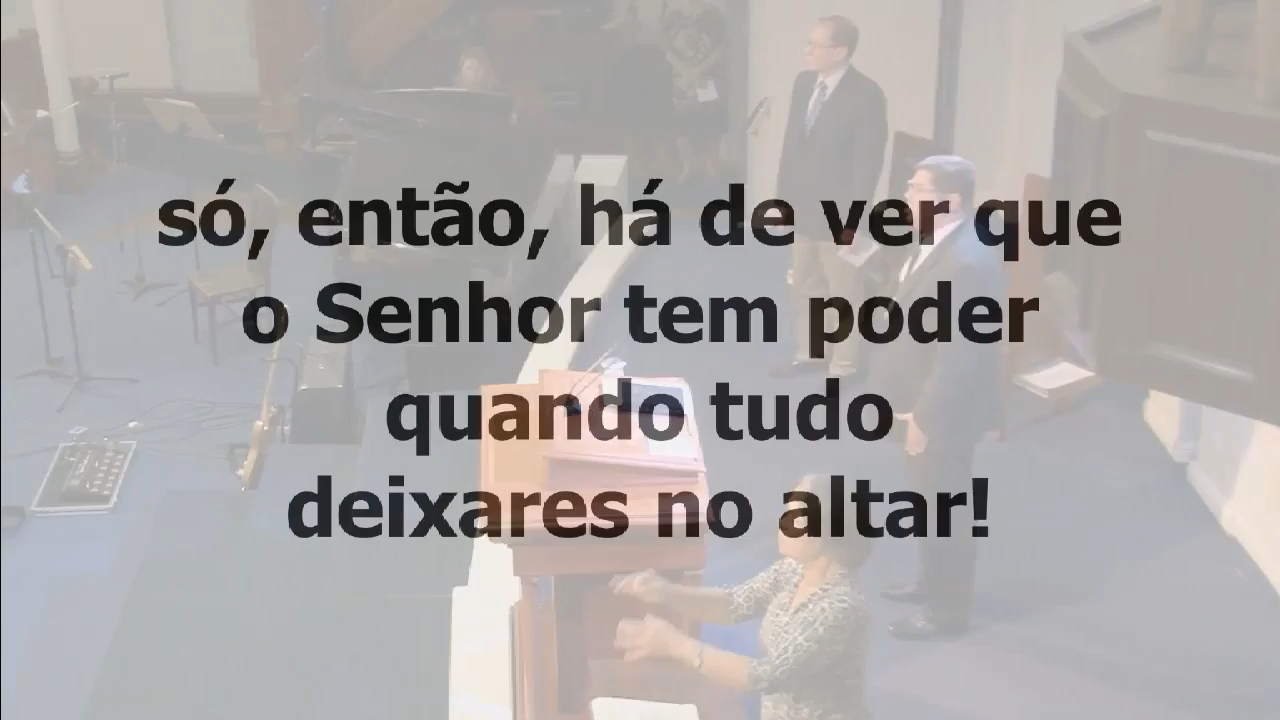 só, então, há de ver que
o Senhor tem poder
quando tudo
deixares no altar!